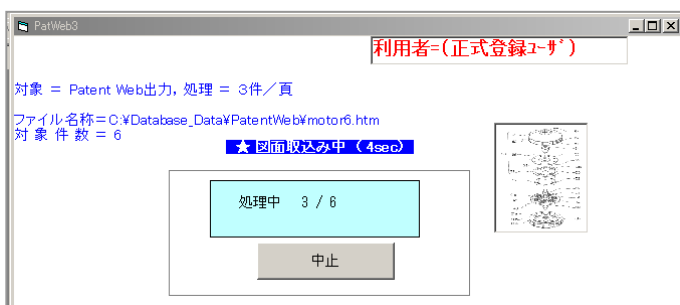 PatWeb3
利用者=(正式登録ﾕｰｻﾞ)
対象 = Patent Web出力, 処理 = 3件／頁
ファイル名称=C:¥Database_Data¥PatentWeb¥motor6.htm
対 象 件 数 = 6
★ 図面取込み中 ( 4sec)
処理中 3 / 6
中止